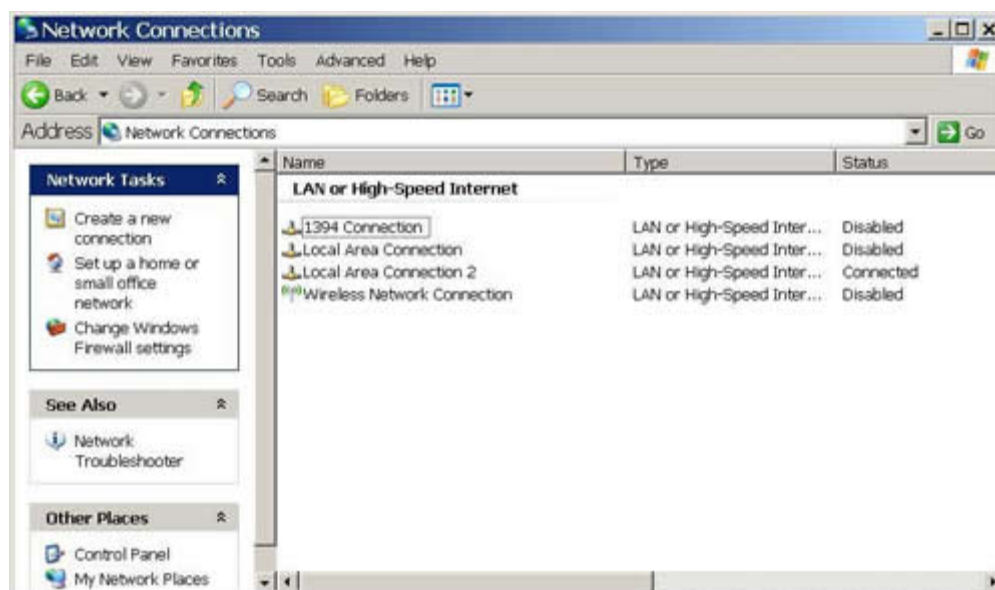 Network Connections
File Edit View Favorites Tools Advanced Help
Back Search Folders
Address Network Connections Go
Network Tasks
Create a new
connection
Set up a home or
small office
network
Change Windows
Firewall settings
See Also
Network
Troubleshooter
Other Places
Control Panel
My Network Places
Name Type Status
LAN or High-Speed Internet
1394 Connection LAN or High-Speed Inter... Disabled
Local Area Connection LAN or High-Speed Inter... Disabled
Local Area Connection 2 LAN or High-Speed Inter... Connected
Wireless Network Connection LAN or High-Speed Inter... Disabled